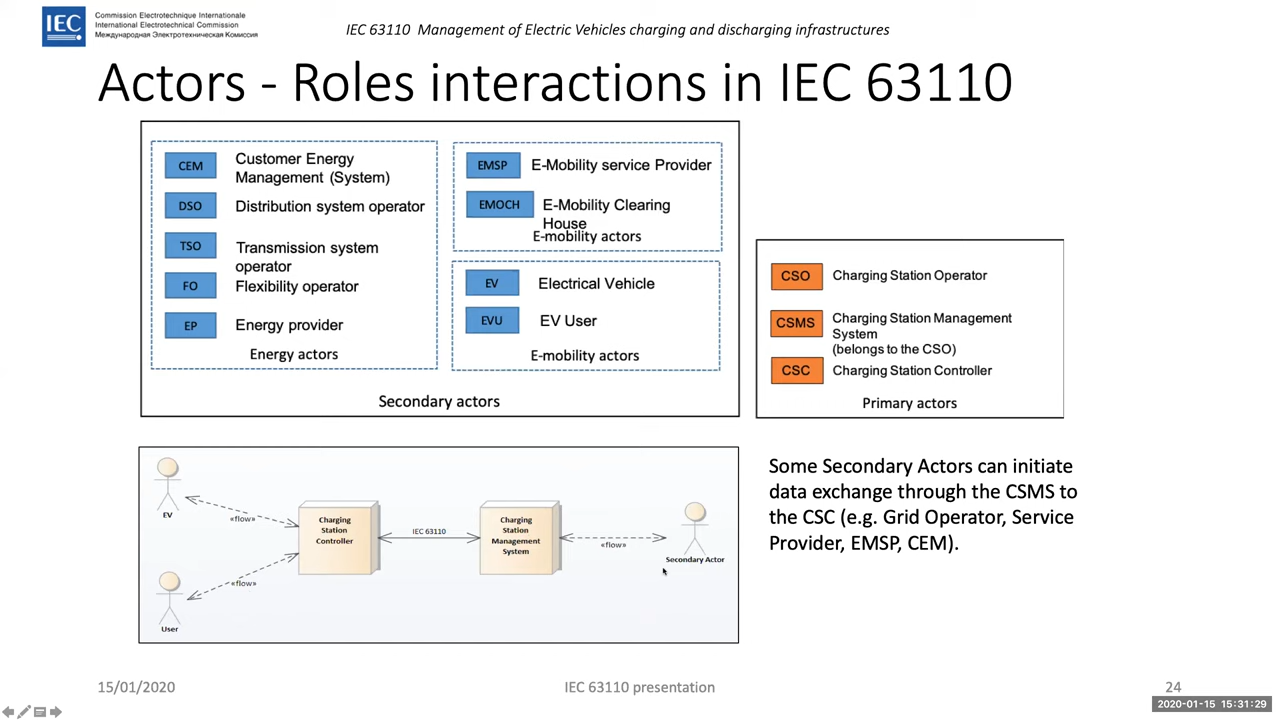 IEC
Commission Electrotechnique Internationale
International Electrotechnical Commission
Международная Электротехническая Комиссия
IEC 63110 Management of Electric Vehicles charging and discharging infrastructures
Actors - Roles interactions in IEC 63110
CEM
Customer Energy
Management (System)
DSO
Distribution system operator
TSO
Transmission system
operator
FO
Flexibility operator
EP
Energy provider
Energy actors
EMSP
E-Mobility service Provider
EMOCH
E-Mobility Clearing
House
E-mobility actors
EV
Electrical Vehicle
EVU
EV User
E-mobility actors
Secondary actors
CSO
Charging Station Operator
CSMS
Charging Station Management
System
(belongs to the CSO)
CSC
Charging Station Controller
Primary actors
EV
«flow»
Charging
Station
Controller
IEC 63110
Charging
Station
Management
System
«flow»
Secondary Actor
«flow»
User
Some Secondary Actors can initiate
data exchange through the CSMS to
the CSC (e.g. Grid Operator, Service
Provider, EMSP, CEM).
15/01/2020
IEC 63110 presentation
24
2020-01-15 15:31:29